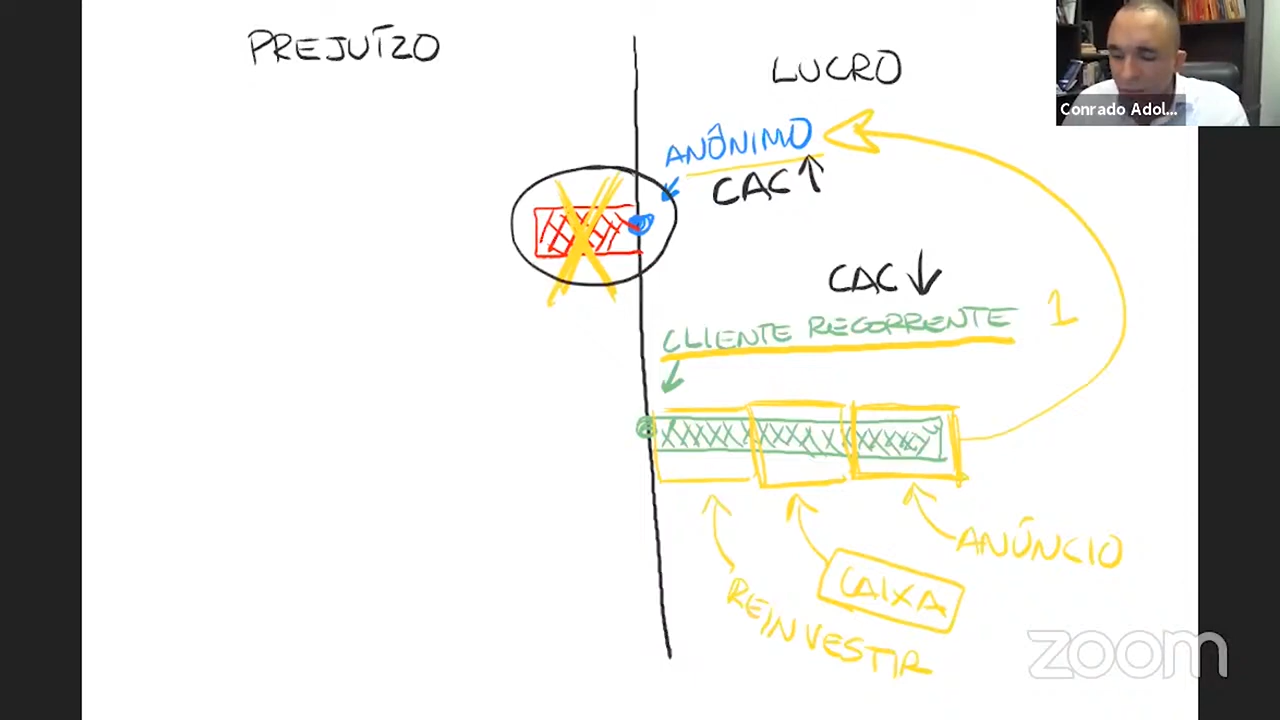 PREJUÍZO
LUCRO
Conrado Adol...
ANÔNIMO
CAC
CAC
CLIENTE RECORRENTE
1
ANÚNCIO
CAIXA
REINVESTIR
zoom